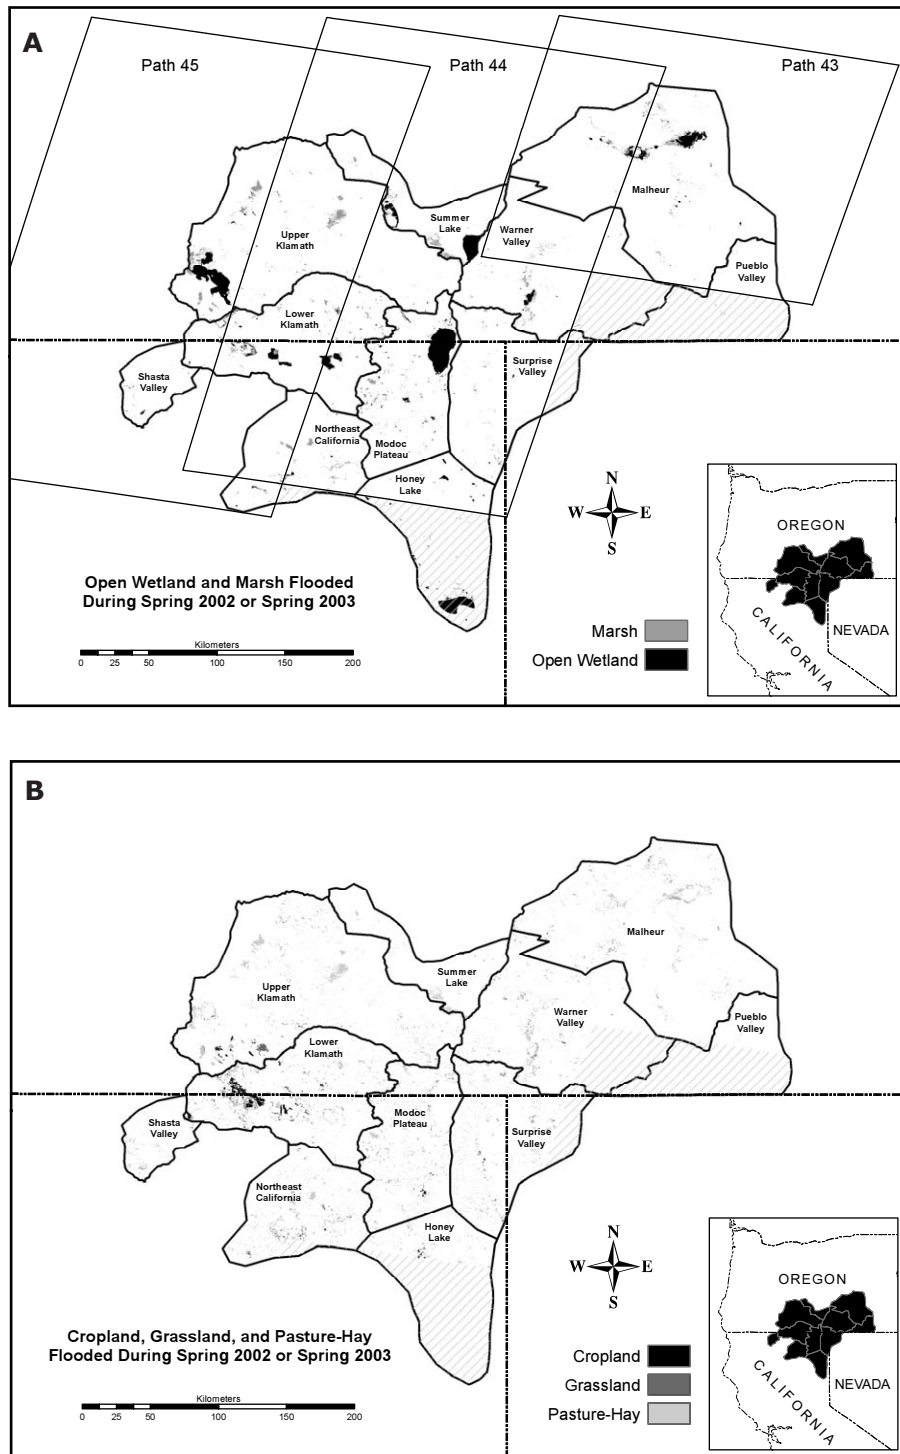 A
Path 45
Path 44
Path 43
Malheur
Summer
Lake
Warner
Valley
Upper
Klamath
Pueblo
Valley
Lower
Klamath
Surprise
Valley
Shasta
Valley
Northeast
California
Modoc
Plateau
Honey
Lake
N
W
E
S
OREGON
CALIFORNIA
NEVADA
Open Wetland and Marsh Flooded
During Spring 2002 or Spring 2003
Kilometers
0 25 50 100 150 200
Marsh
Open Wetland
B
Malheur
Summer
Lake
Upper
Klamath
Warner
Valley
Pueblo
Valley
Lower
Klamath
Modoc
Plateau
Shasta
Valley
Surprise
Valley
Northeast
California
Honey
Lake
N
W
E
S
OREGON
CALIFORNIA
NEVADA
Cropland, Grassland, and Pasture-Hay
Flooded During Spring 2002 or Spring 2003
Kilometers
0 25 50 100 150 200
Cropland
Grassland
Pasture-Hay